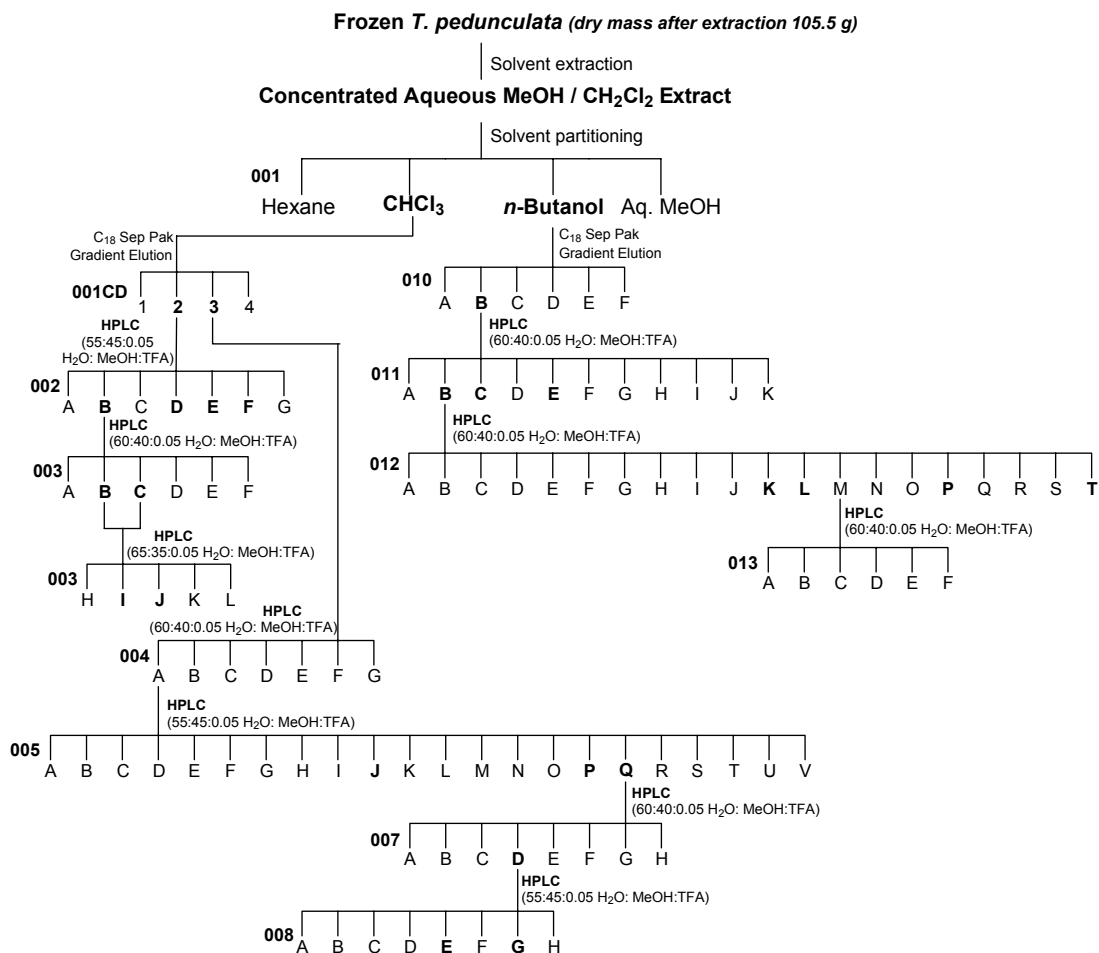 Frozen T. pedunculata (dry mass after extraction 105.5 g)
Solvent extraction
Concentrated Aqueous MeOH / CH₂Cl₂ Extract
Solvent partitioning
001
Hexane CHCl₃ n-Butanol Aq. MeOH
C₁₈ Sep Pak
Gradient Elution
C₁₈ Sep Pak
Gradient Elution
001CD
1 2 3 4
010
A B C D E F
HPLC
(55:45:0.05
H₂O: MeOH:TFA)
HPLC
(60:40:0.05 H₂O: MeOH:TFA)
002
A B C D E F G
011
A B C D E F G H I J K
HPLC
(60:40:0.05 H₂O: MeOH:TFA)
HPLC
(60:40:0.05 H₂O: MeOH:TFA)
003
A B C D E F
012
A B C D E F G H I J K L M N O P Q R S T
HPLC
(65:35:0.05 H₂O: MeOH:TFA)
HPLC
(60:40:0.05 H₂O: MeOH:TFA)
003
H I J K L
013
A B C D E F
HPLC
(60:40:0.05 H₂O: MeOH:TFA)
004
A B C D E F G
HPLC
(55:45:0.05 H₂O: MeOH:TFA)
005
A B C D E F G H I J K L M N O P Q R S T U V
HPLC
(60:40:0.05 H₂O: MeOH:TFA)
007
A B C D E F G H
HPLC
(55:45:0.05 H₂O: MeOH:TFA)
008
A B C D E F G H